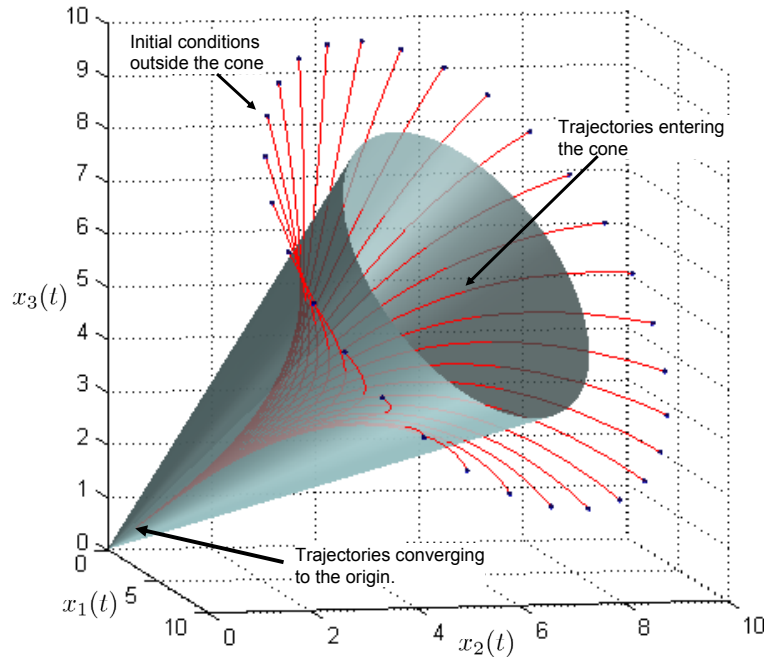 10
9
8
7
6
5
4
3
2
1
0
x₃(t)
Initial conditions
outside the cone
Trajectories entering
the cone
Trajectories converging
to the origin.
0
5
10
x₁(t)
0
2
4
6
8
10
x₂(t)